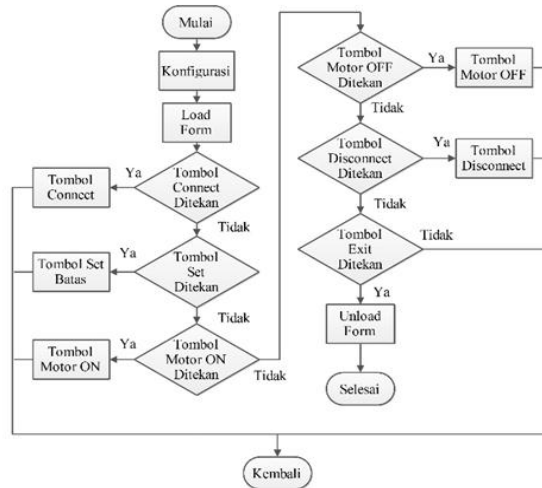 Mulai
Konfigurasi
Load
Form
Tombol
Connect
Ditekan
Ya
Tombol
Connect
Tidak
Tombol
Set
Ditekan
Ya
Tombol Set
Batas
Tidak
Tombol
Motor ON
Ditekan
Ya
Tombol
Motor ON
Tidak
Tombol
Motor OFF
Ditekan
Ya
Tombol
Motor OFF
Tidak
Tombol
Disconnect
Ditekan
Ya
Tombol
Disconnect
Tidak
Tombol
Exit
Ditekan
Tidak
Ya
Unload
Form
Selesai
Kembali